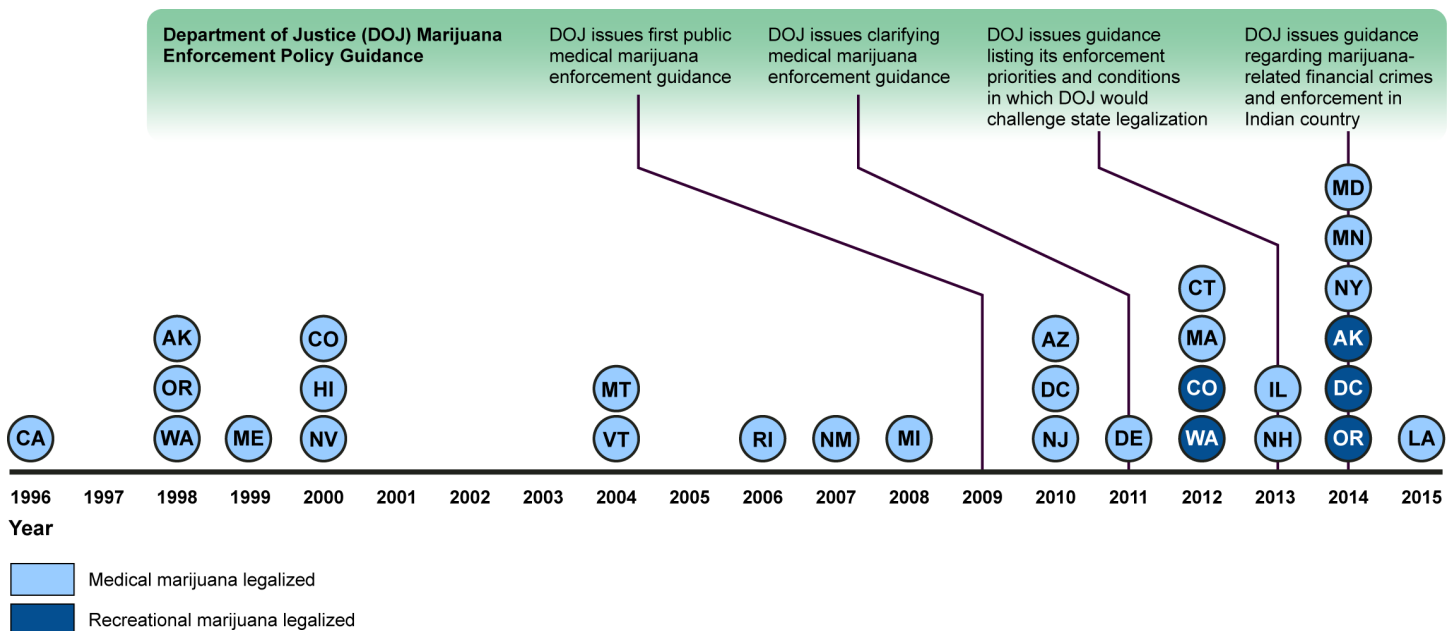 Department of Justice (DOJ) Marijuana
Enforcement Policy Guidance
DOJ issues first public
medical marijuana
enforcement guidance
DOJ issues clarifying
medical marijuana
enforcement guidance
DOJ issues guidance
listing its enforcement
priorities and conditions
in which DOJ would
challenge state legalization
DOJ issues guidance
regarding marijuana-
related financial crimes
and enforcement in
Indian country
CA
AK
OR
WA
ME
CO
HI
NV
MT
VT
RI
NM
MI
AZ
DC
NJ
DE
CT
MA
CO
WA
IL
NH
MD
MN
NY
AK
DC
OR
LA
1996 1997 1998 1999 2000 2001 2002 2003 2004 2005 2006 2007 2008 2009 2010 2011 2012 2013 2014 2015
Year
Medical marijuana legalized
Recreational marijuana legalized